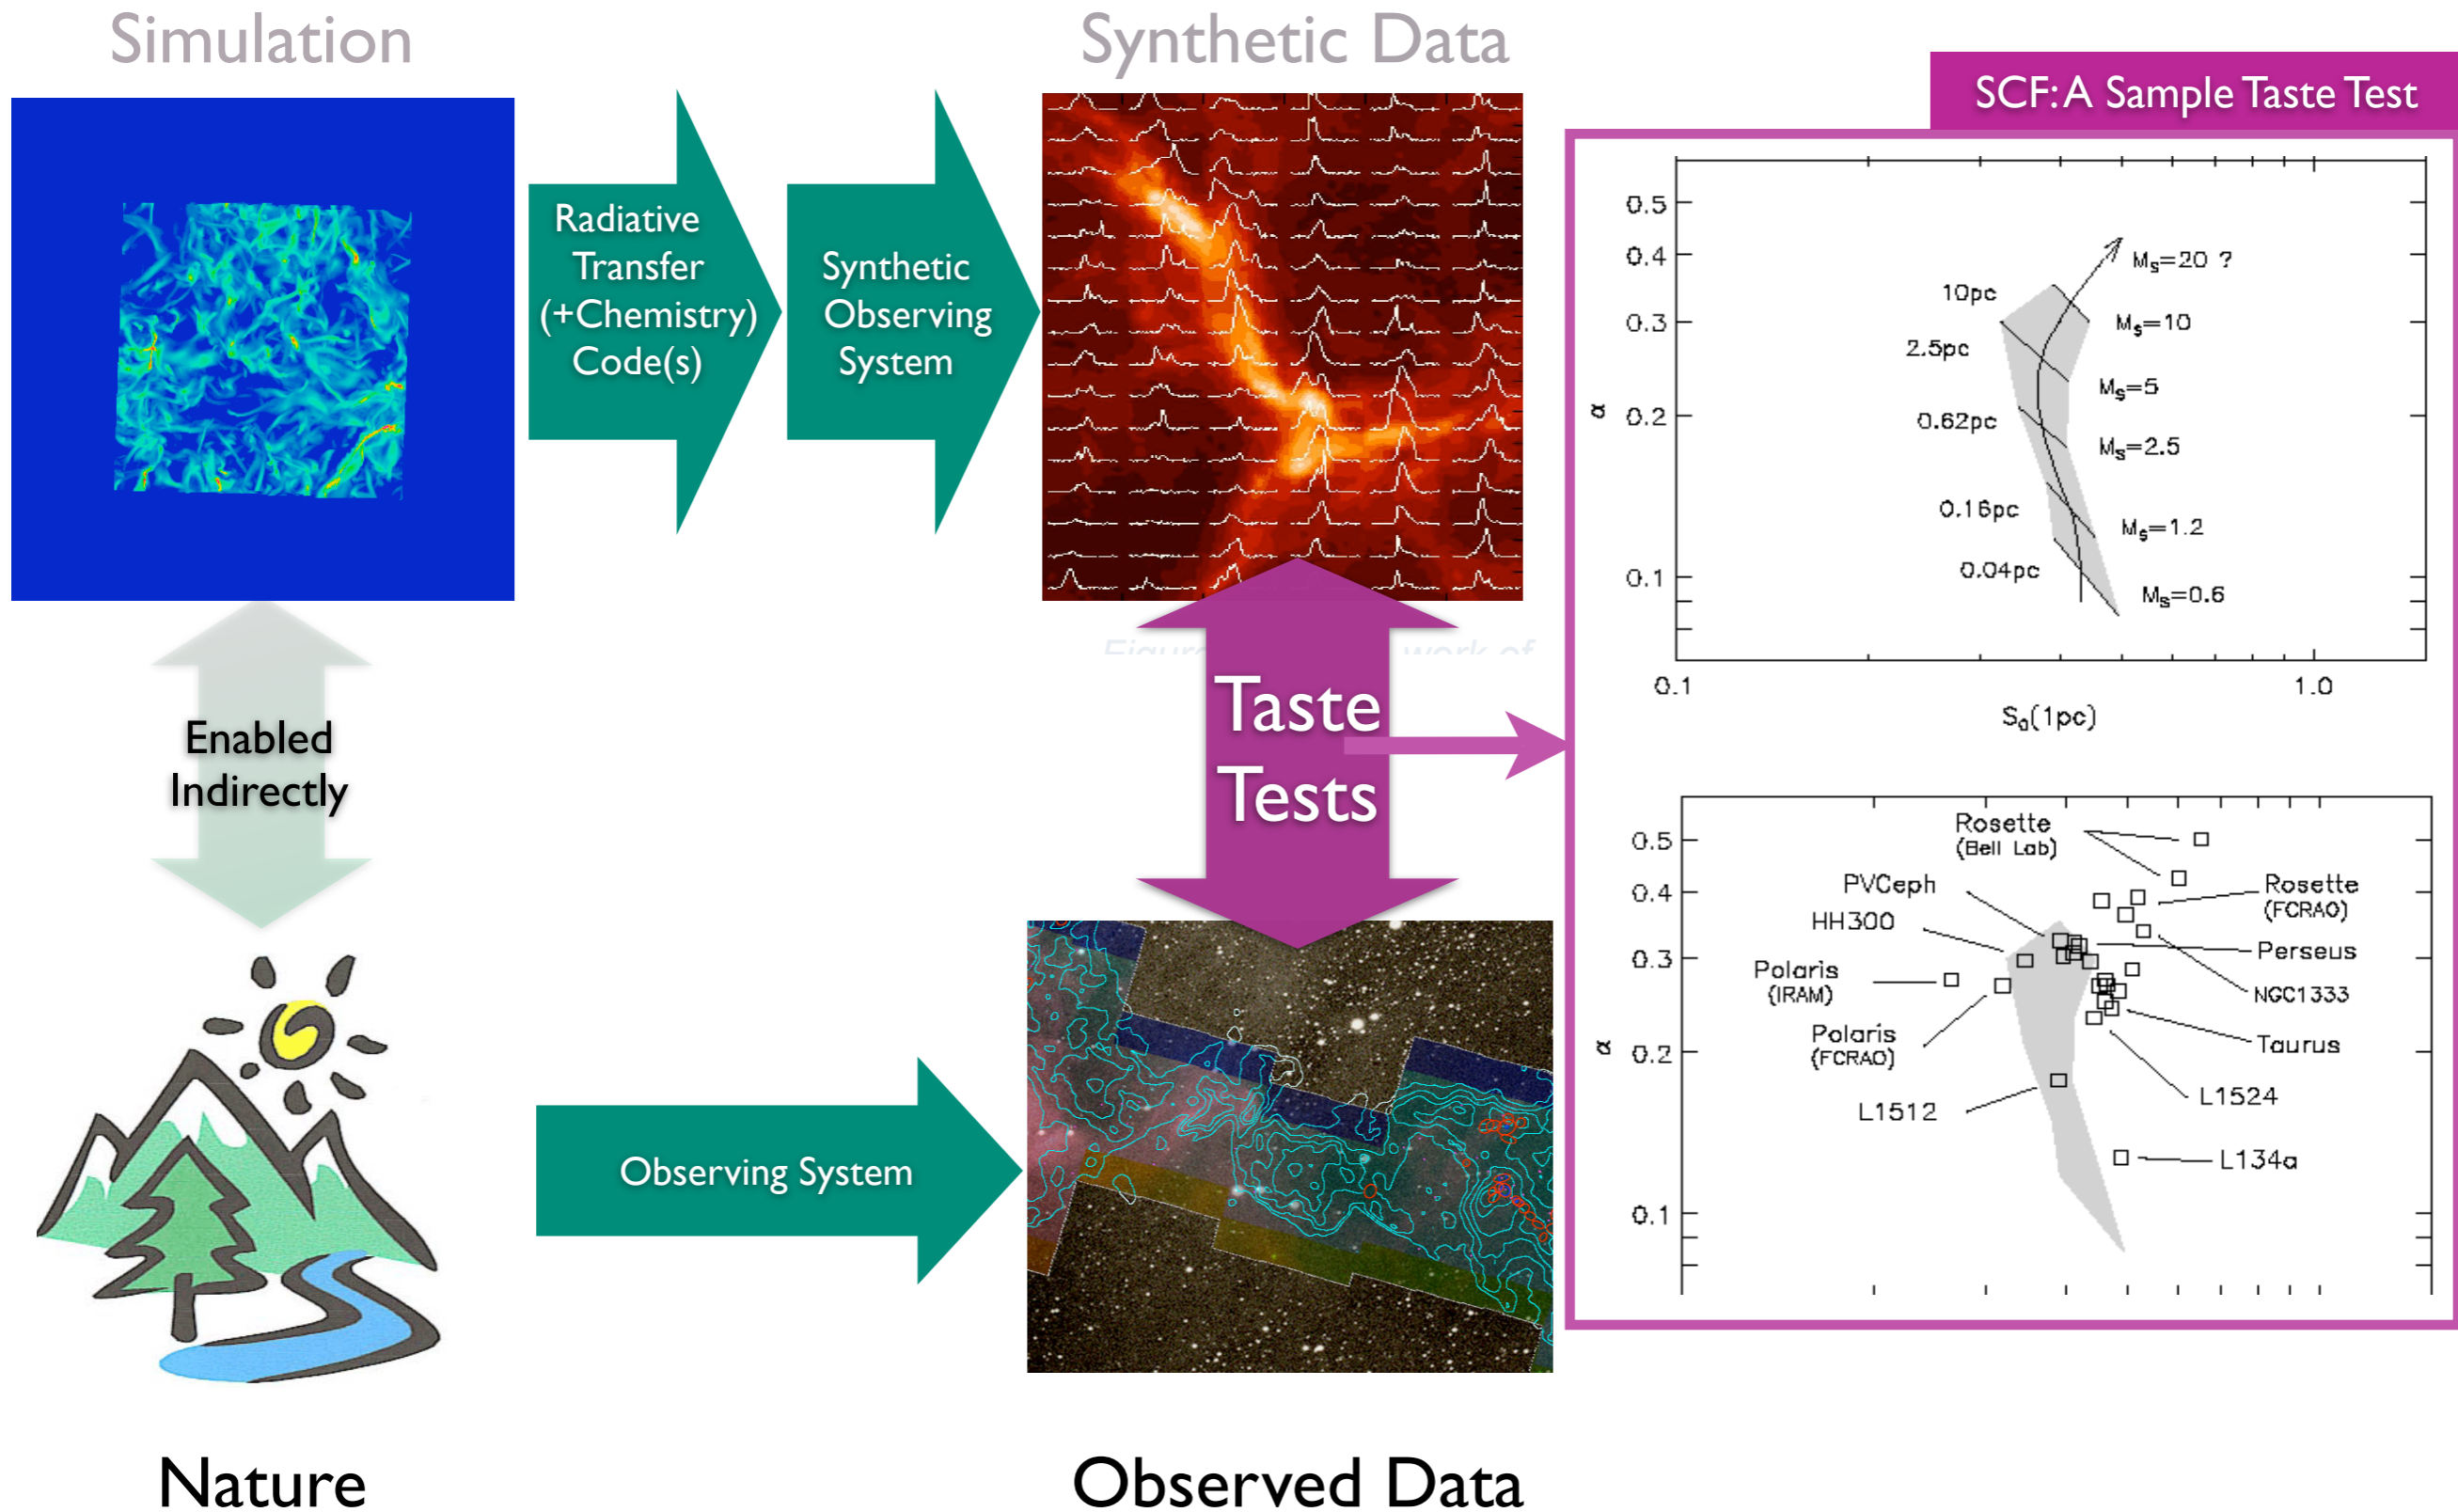 Simulation
Synthetic Data
SCF: A Sample Taste Test
Radiative
Transfer
(+Chemistry)
Code(s)
Synthetic
Observing
System
0.5
0.4
0.3
0.2
0.1
α
10pc
2.5pc
0.62pc
0.16pc
0.04pc
Ms=20 ?
Ms=10
Ms=5
Ms=2.5
Ms=1.2
Ms=0.6
0.1
1.0
S0(1pc)
Enabled
Indirectly
work of
Taste
Tests
0.5
0.4
0.3
0.2
0.1
α
Rosette
(Bell Lab)
PVCeph
HH300
Polaris
(IRAM)
Polaris
(FCRAO)
L1512
Rosette
(FCRAO)
Perseus
NGC1333
Taurus
L1524
L134a
Observing System
Nature
Observed Data